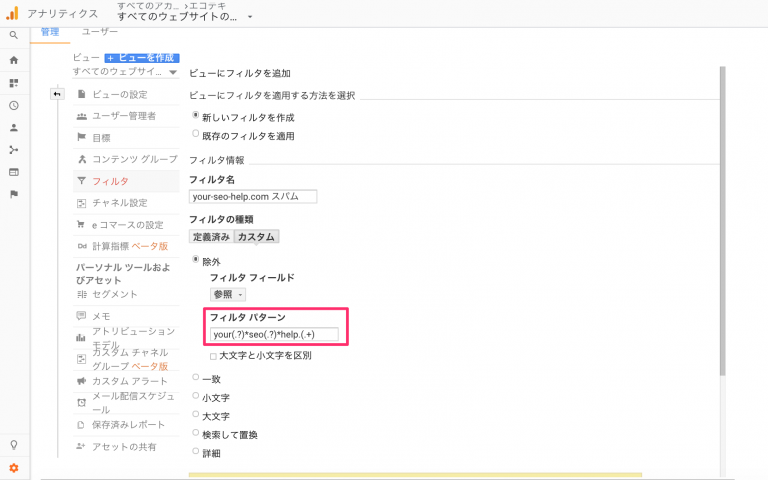 アナリティクス
すべてのアカ... >エコテキ
すべてのウェブサイトの...
管理 ユーザー
ビュー + ビューを作成
すべてのウェブサイ...
ビューの設定
ユーザー管理者
目標
コンテンツ グループ
フィルタ
チャネル設定
e コマースの設定
Dd 計算指標 ベータ版
パーソナル ツールおよ
びアセット
セグメント
メモ
アトリビューション
モデル
カスタム チャネル
グループ ベータ版
カスタム アラート
メール配信スケジュ
ール
保存済みレポート
アセットの共有
ビューにフィルタを追加
ビューにフィルタを適用する方法を選択
新しいフィルタを作成
既存のフィルタを適用
フィルタ情報
フィルタ名
your-seo-help.com スパム
フィルタの種類
定義済み カスタム
除外
フィルタ フィールド
参照
フィルタ パターン
your(.?)*seo(.?)*help.(.+)
大文字と小文字を区別
一致
小文字
大文字
検索して置換
詳細